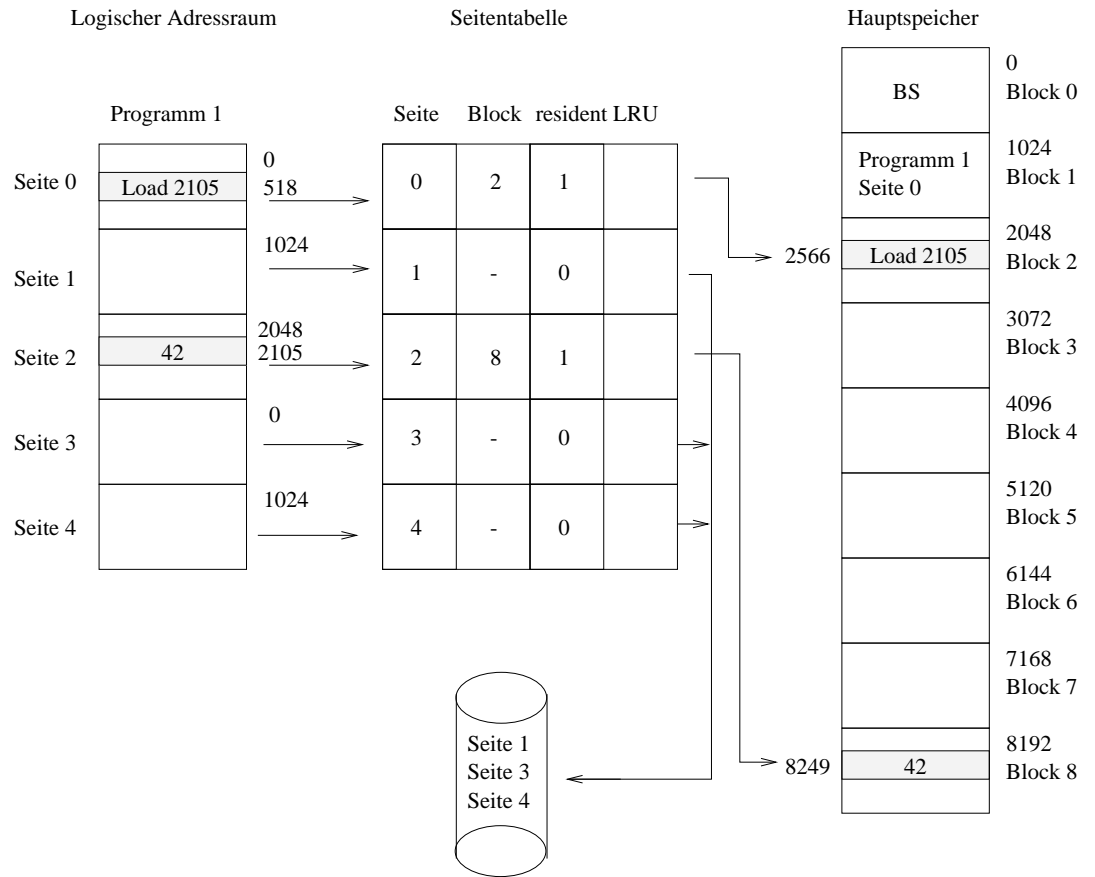 Logischer Adressraum
Seitentabelle
Hauptspeicher
Programm 1
Seite 0
0
Load 2105
518
1024
Seite 1
2048
Seite 2
42
2105
0
Seite 3
1024
Seite 4
Seite Block resident LRU
0 2 1
1 - 0
2 8 1
3 - 0
4 - 0
Seite 1
Seite 3
Seite 4
BS
0
Block 0
Programm 1
Seite 0
1024
Block 1
2566
Load 2105
2048
Block 2
3072
Block 3
4096
Block 4
5120
Block 5
6144
Block 6
7168
Block 7
8249
42
8192
Block 8